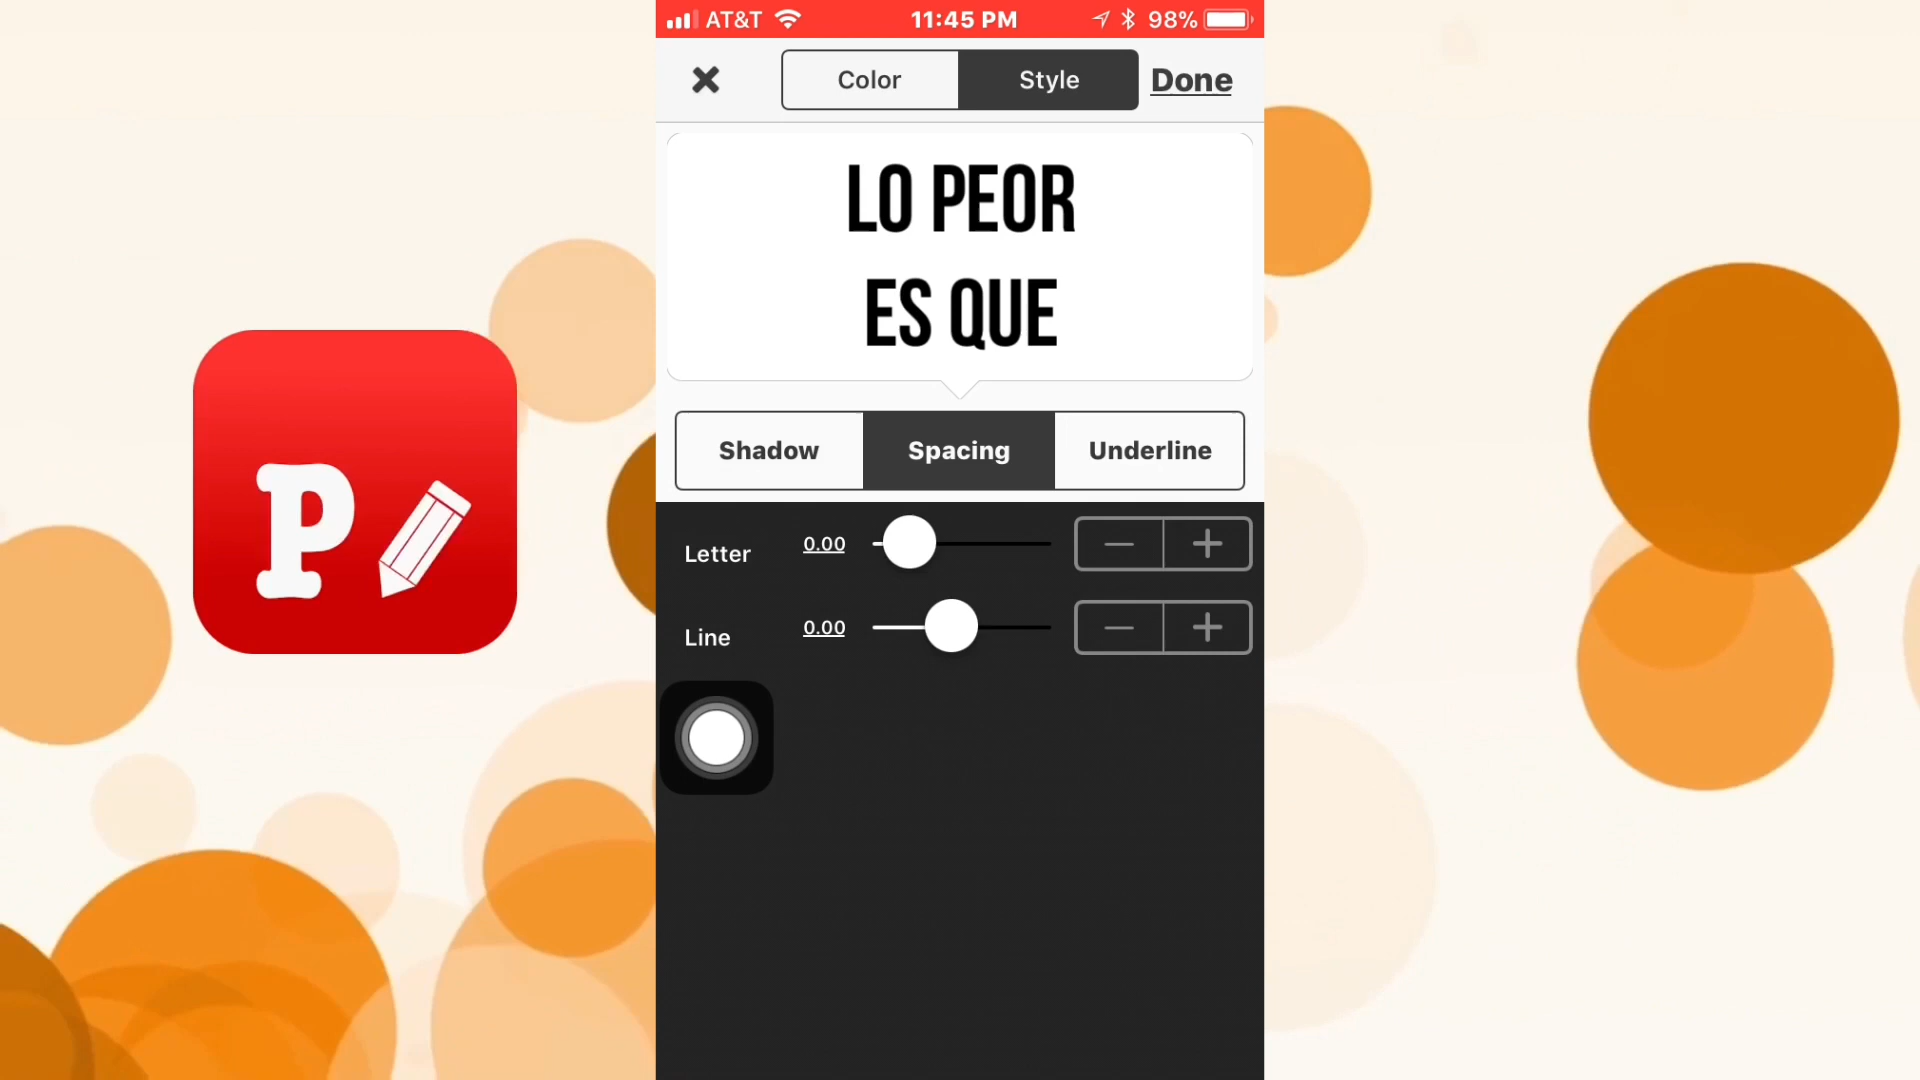 AT&T 11:45 PM 98%
Color Style Done
LO PEOR
ES QUE
Shadow Spacing Underline
Letter 0.00
Line 0.00
P